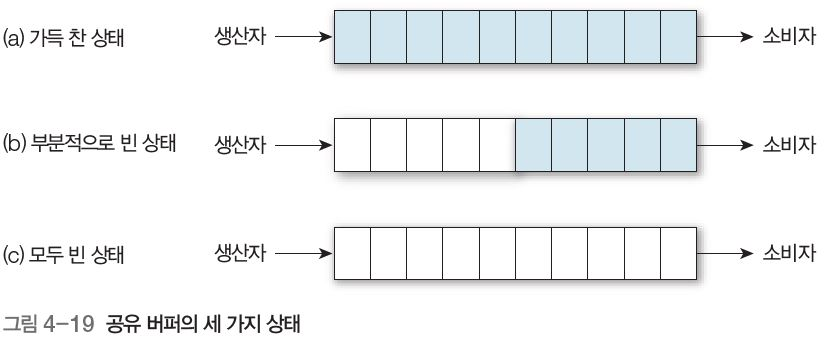 (a) 가득 찬 상태 생산자 소비자
(b) 부분적으로 빈 상태 생산자 소비자
(c) 모두 빈 상태 생산자 소비자
그림 4-19 공유 버퍼의 세 가지 상태